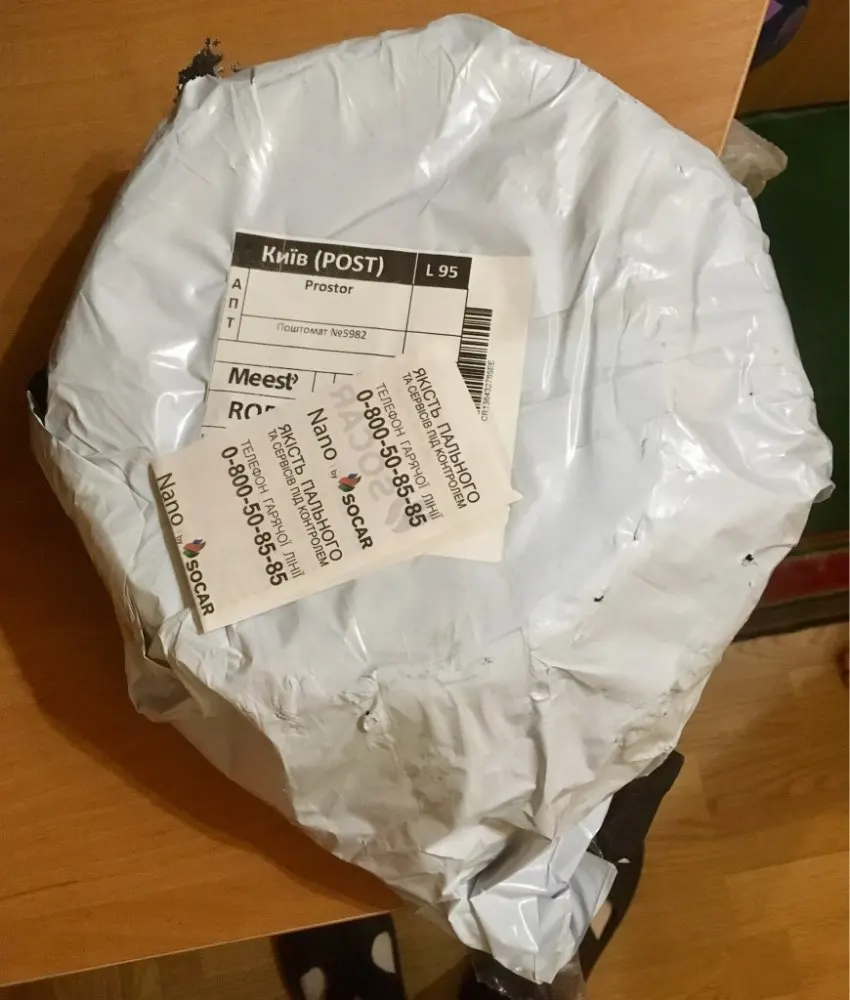 Київ (POST) L 95
Prostor
АПТ
Поштомат №5982
Meest
Nano by SOCAR
ЯКІСТЬ ПАЛЬНОГО
ТА СЕРВІСІВ ПІД КОНТРОЛЕМ
ТЕЛЕФОН ГАРЯЧОЇ ЛІНІЇ
0-800-50-85-85
Nano by SOCAR
ЯКІСТЬ ПАЛЬНОГО
ТА СЕРВІСІВ ПІД КОНТРОЛЕМ
ТЕЛЕФОН ГАРЯЧОЇ ЛІНІЇ
0-800-50-85-85
SOCAR